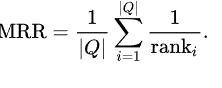 MRR = \frac{1}{|Q|} \sum_{i=1}^{|Q|} \frac{1}{\text{rank}_i}.